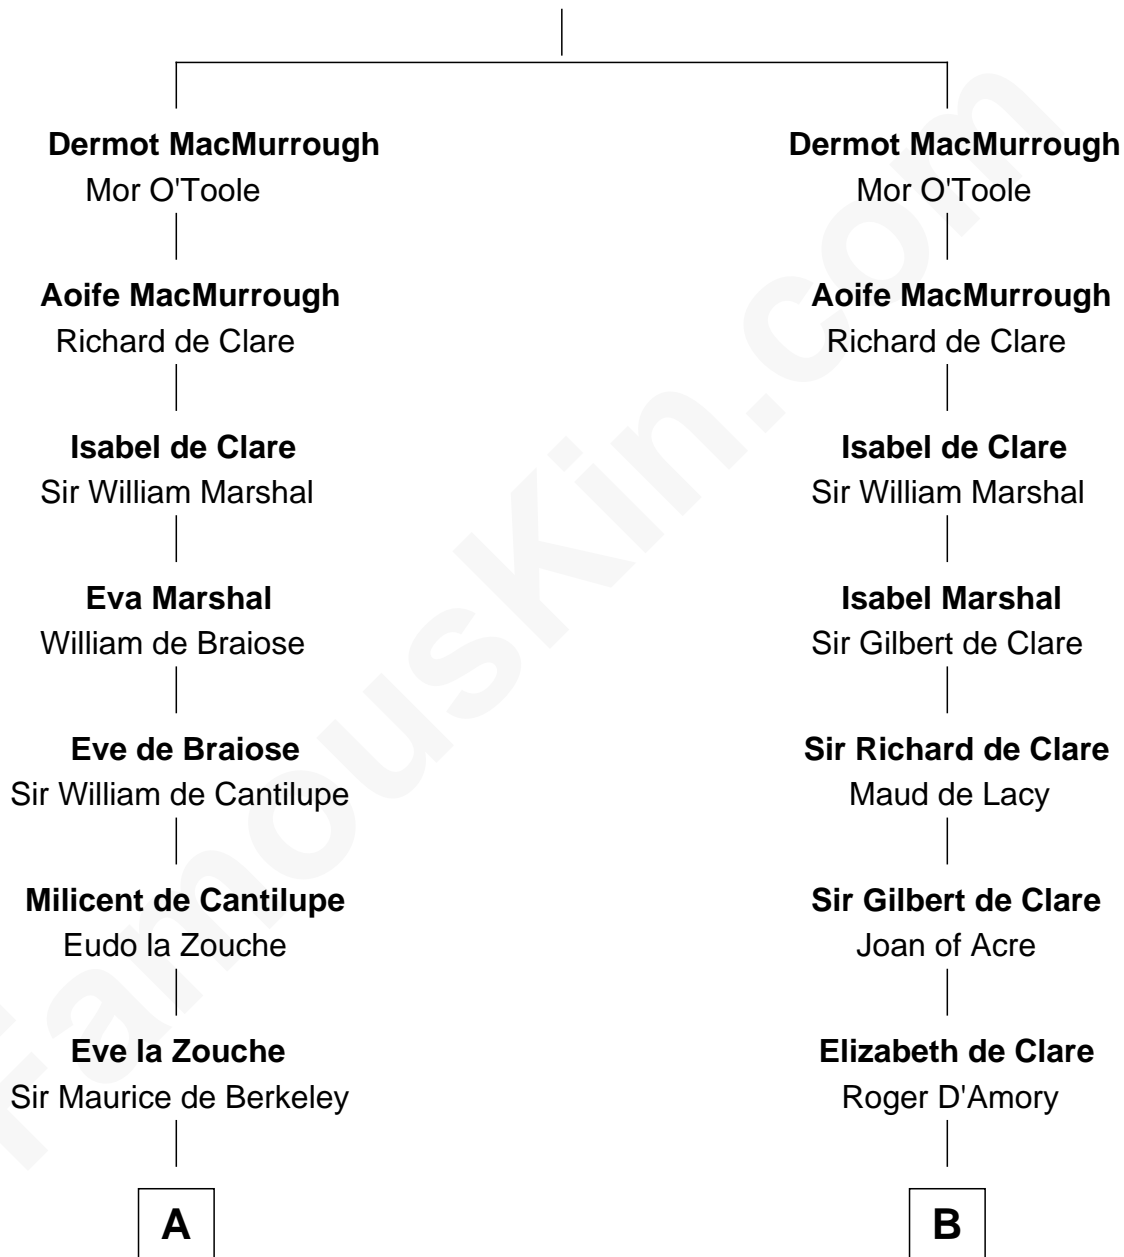 Dermot MacMurrough
Mor O'Toole
Aoife MacMurrough
Richard de Clare
Isabel de Clare
Sir William Marshal
Eva Marshal
William de Braiose
Eve de Braiose
Sir William de Cantilupe
Milicent de Cantilupe
Eudo la Zouche
Eve la Zouche
Sir Maurice de Berkeley
A
Dermot MacMurrough
Mor O'Toole
Aoife MacMurrough
Richard de Clare
Isabel de Clare
Sir William Marshal
Isabel Marshal
Sir Gilbert de Clare
Sir Richard de Clare
Maud de Lacy
Sir Gilbert de Clare
Joan of Acre
Elizabeth de Clare
Roger D'Amory
B
FamousKin.com